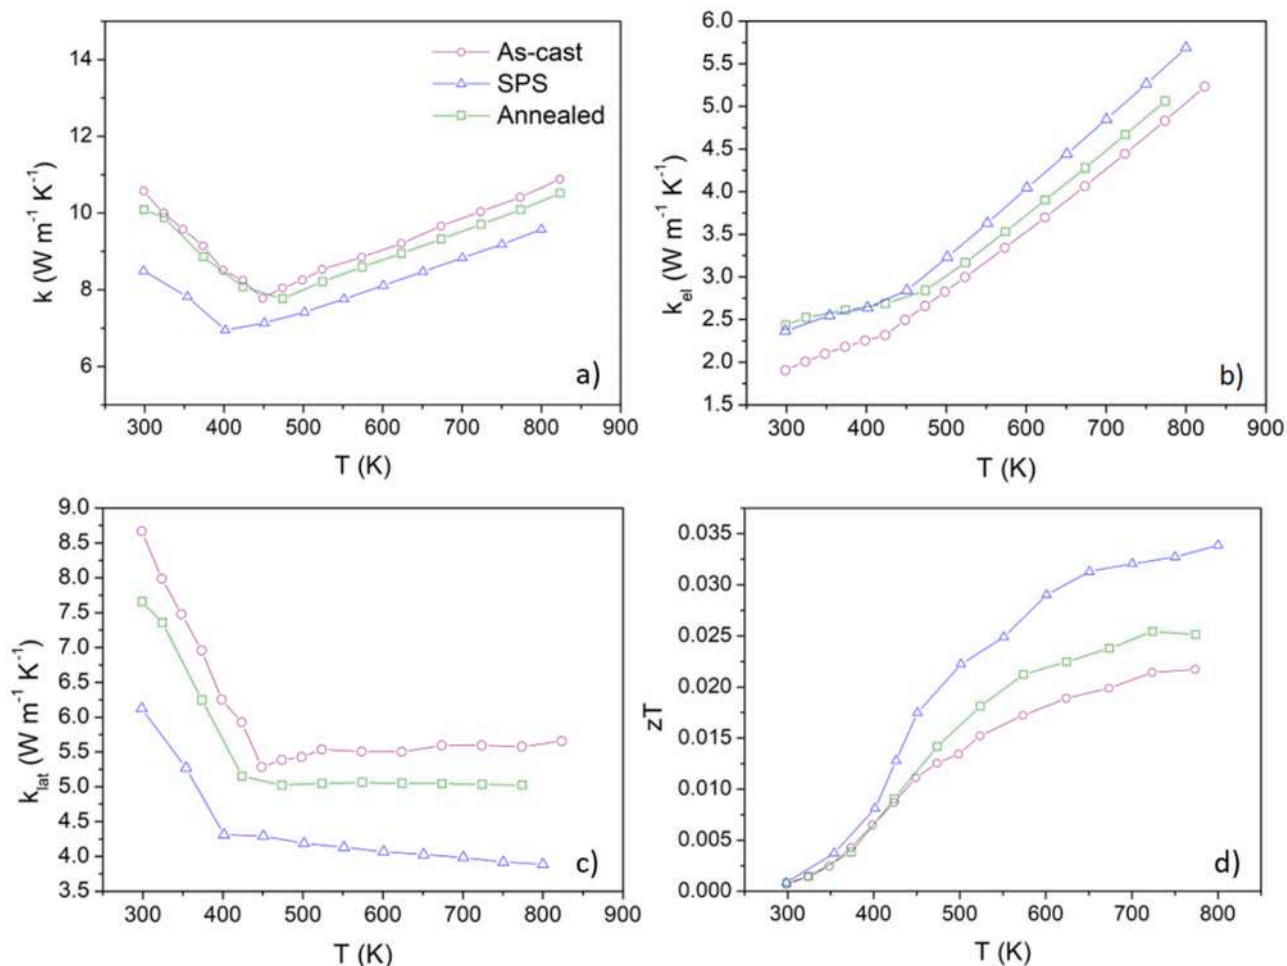 14
12
10
8
6
k (W m⁻¹ K⁻¹)
As-cast
SPS
Annealed
a)
300 400 500 600 700 800 900
T (K)
6.0
5.5
5.0
4.5
4.0
3.5
3.0
2.5
2.0
1.5
k_el (W m⁻¹ K⁻¹)
b)
300 400 500 600 700 800 900
T (K)
9.0
8.5
8.0
7.5
7.0
6.5
6.0
5.5
5.0
4.5
4.0
3.5
k_lat (W m⁻¹ K⁻¹)
c)
300 400 500 600 700 800 900
T (K)
0.035
0.030
0.025
0.020
0.015
0.010
0.005
0.000
zT
d)
300 400 500 600 700 800
T (K)